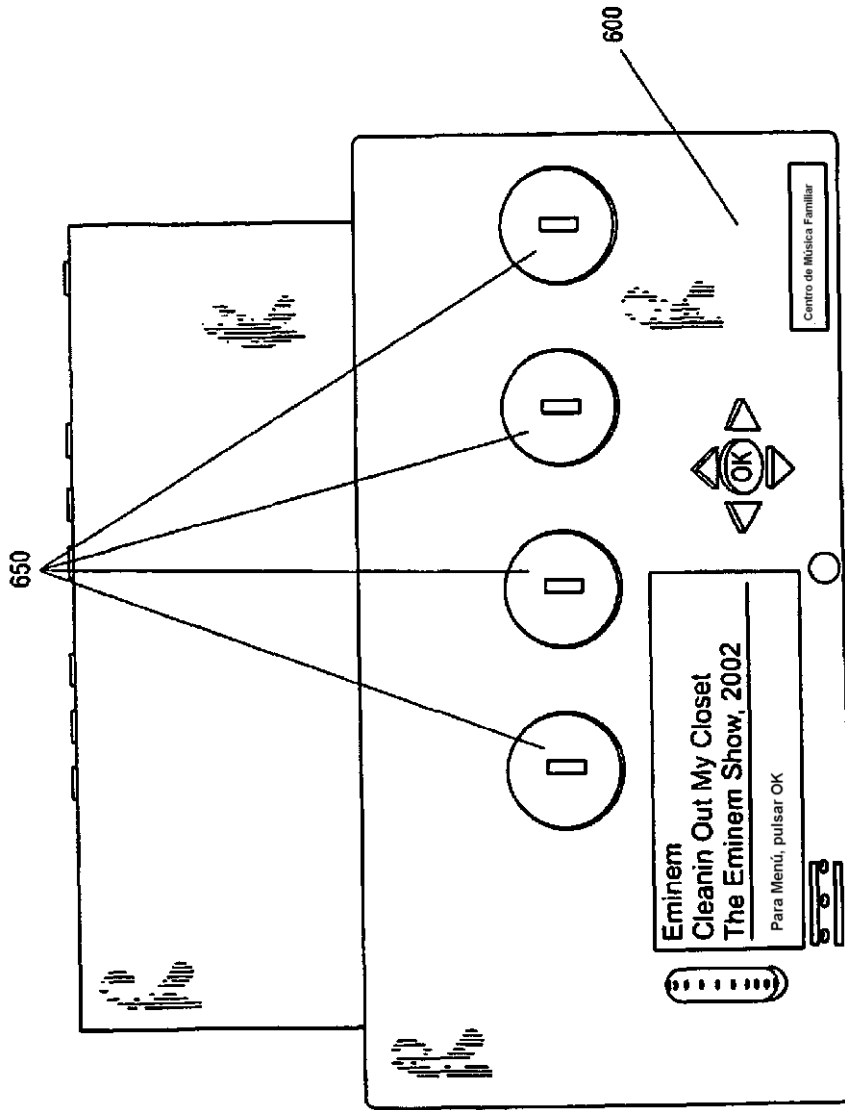 650
600
Eminem
Cleanin Out My Closet
The Eminem Show, 2002
Para Menú, pulsar OK
OK
Centro de Música Familiar